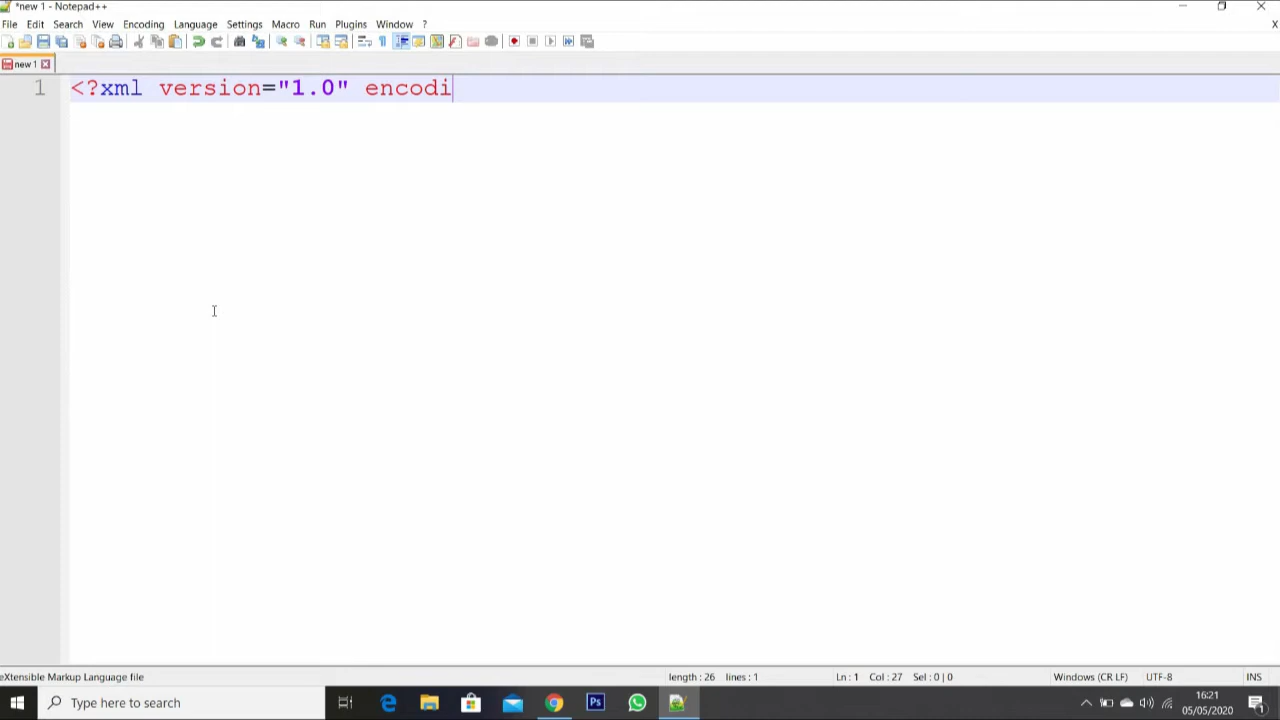 *new 1 - Notepad++
File Edit Search View Encoding Language Settings Macro Run Plugins Window ? X
new 1
1 <?xml version="1.0" encodi
eXtensible Markup Language file length : 26 lines : 1 Ln : 1 Col : 27 Sel : 0 | 0 Windows (CR LF) UTF-8 INS
Type here to search Ps 16:21
05/05/2020 1